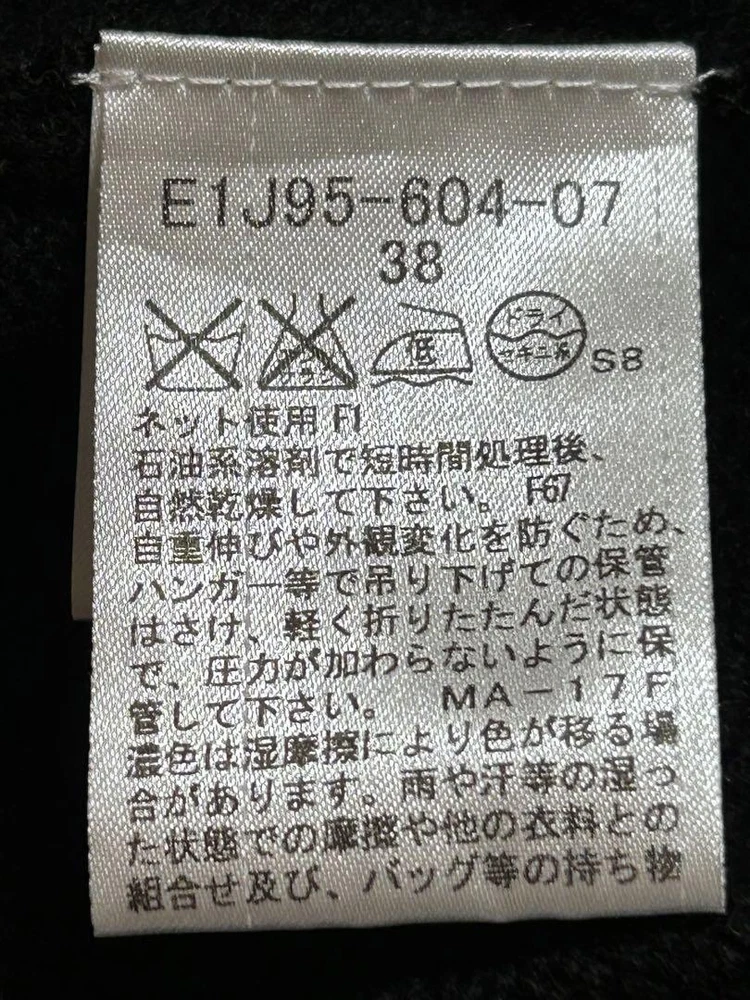 E1J95-604-07
38
低
ドライ
セキユ系
S8
ネット使用 F1
石油系溶剤で短時間処理後、
自然乾燥して下さい。 F67
自重伸びや外観変化を防ぐため、
ハンガー等で吊り下げての保管
はさけ、軽く折りたたんだ状態
で、圧力が加わらないように保
管して下さい。 MA-17F
濃色は湿摩擦により色が移る場
合があります。雨や汗等の湿っ
た状態での摩擦や他の衣料との
組合せ及び、バッグ等の持ち物